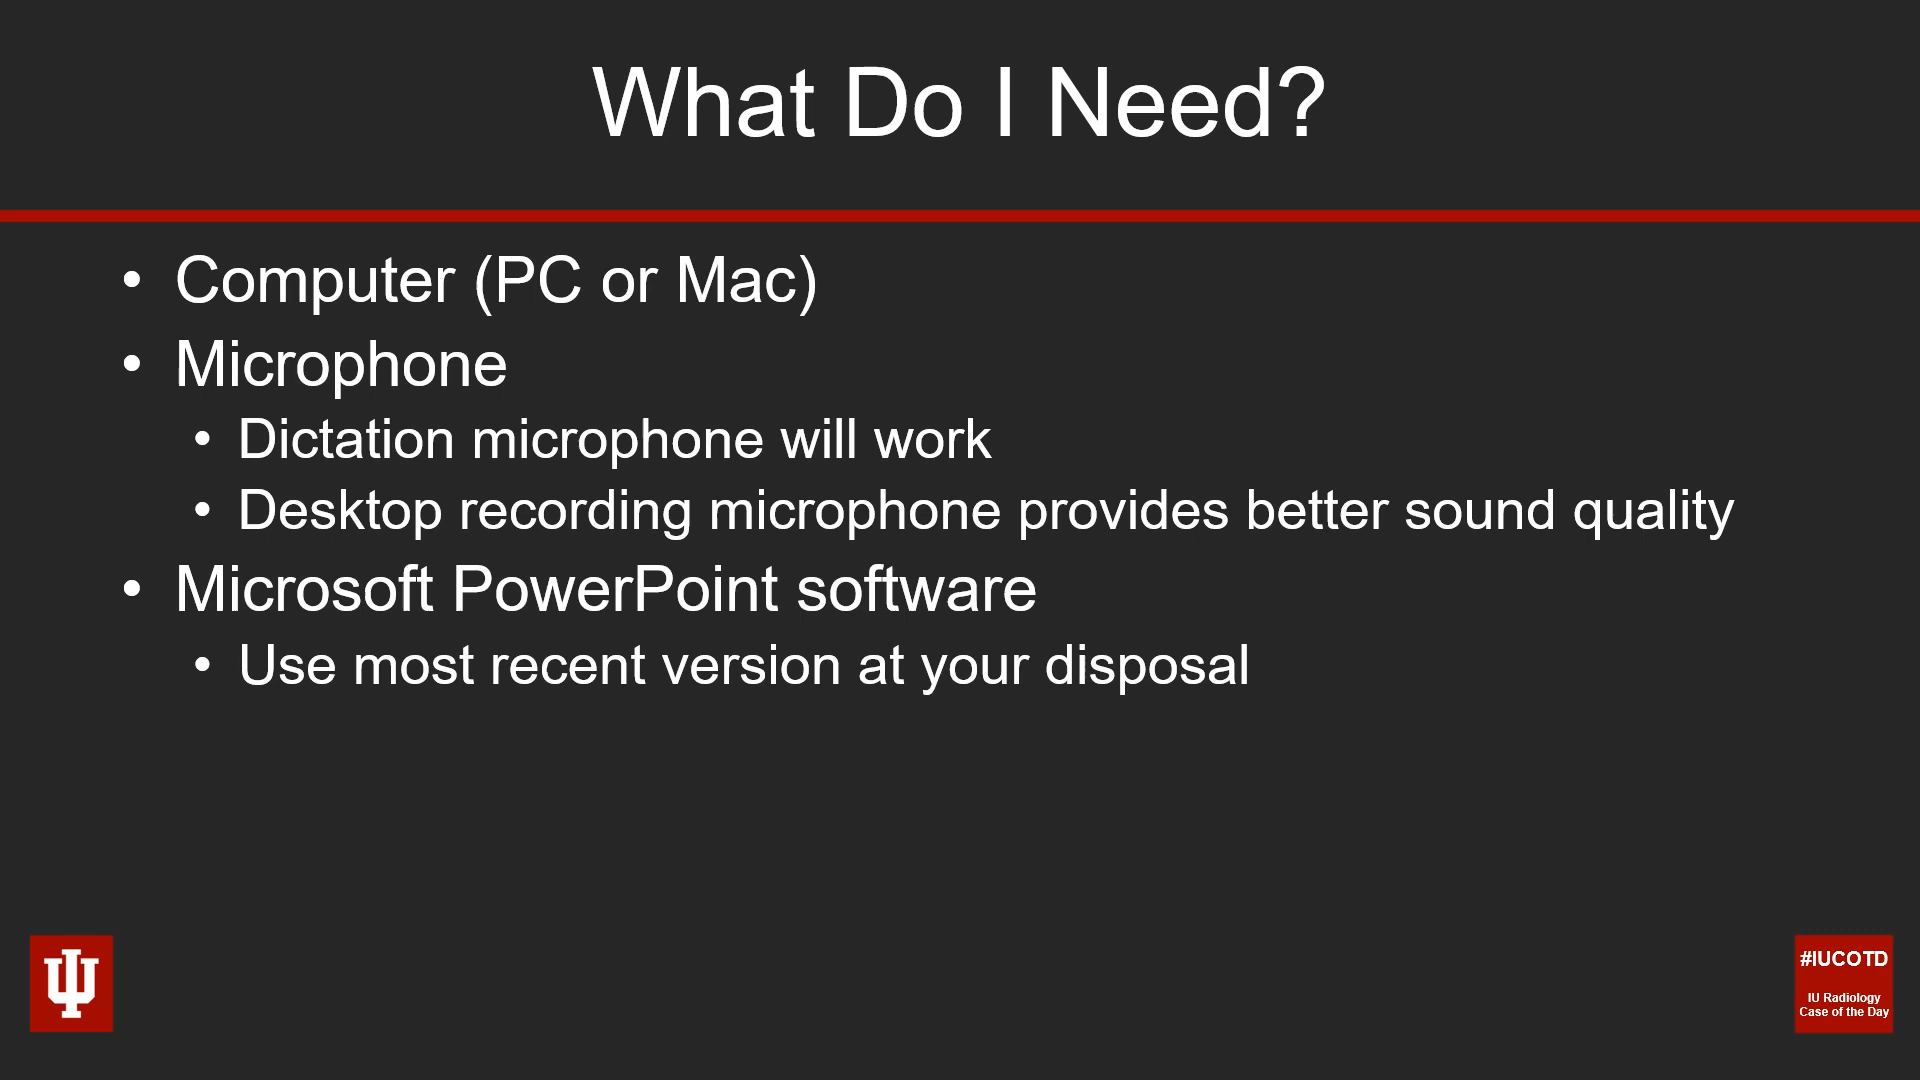 What Do I Need?
• Computer (PC or Mac)
• Microphone
• Dictation microphone will work
• Desktop recording microphone provides better sound quality
• Microsoft PowerPoint software
• Use most recent version at your disposal
#IUCOTD
IU Radiology
Case of the Day